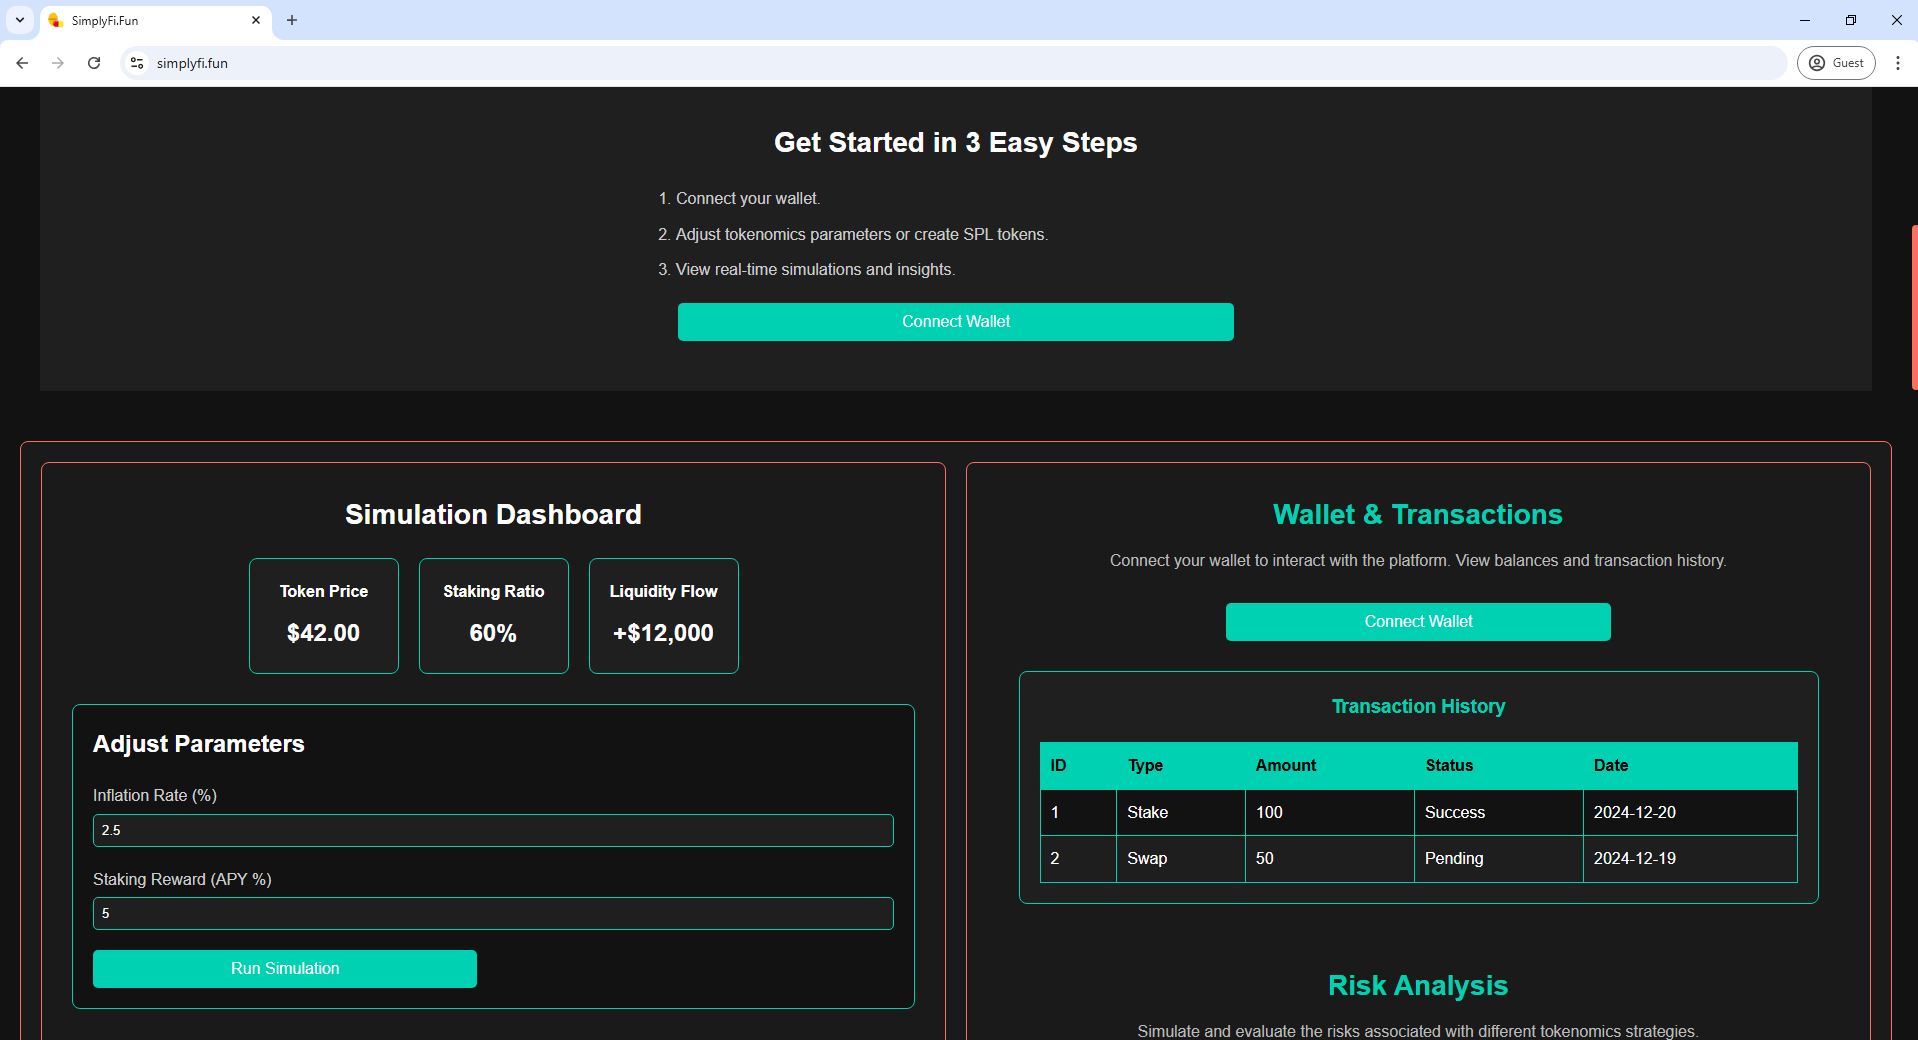 SimplyFi.Fun
simplyfi.fun
Guest
Get Started in 3 Easy Steps
1. Connect your wallet.
2. Adjust tokenomics parameters or create SPL tokens.
3. View real-time simulations and insights.
Connect Wallet
Simulation Dashboard
Token Price
$42.00
Staking Ratio
60%
Liquidity Flow
+$12,000
Adjust Parameters
Inflation Rate (%)
2.5
Staking Reward (APY %)
5
Run Simulation
Wallet & Transactions
Connect your wallet to interact with the platform. View balances and transaction history.
Connect Wallet
Transaction History
ID Type Amount Status Date
1 Stake 100 Success 2024-12-20
2 Swap 50 Pending 2024-12-19
Risk Analysis
Simulate and evaluate the risks associated with different tokenomics strategies.